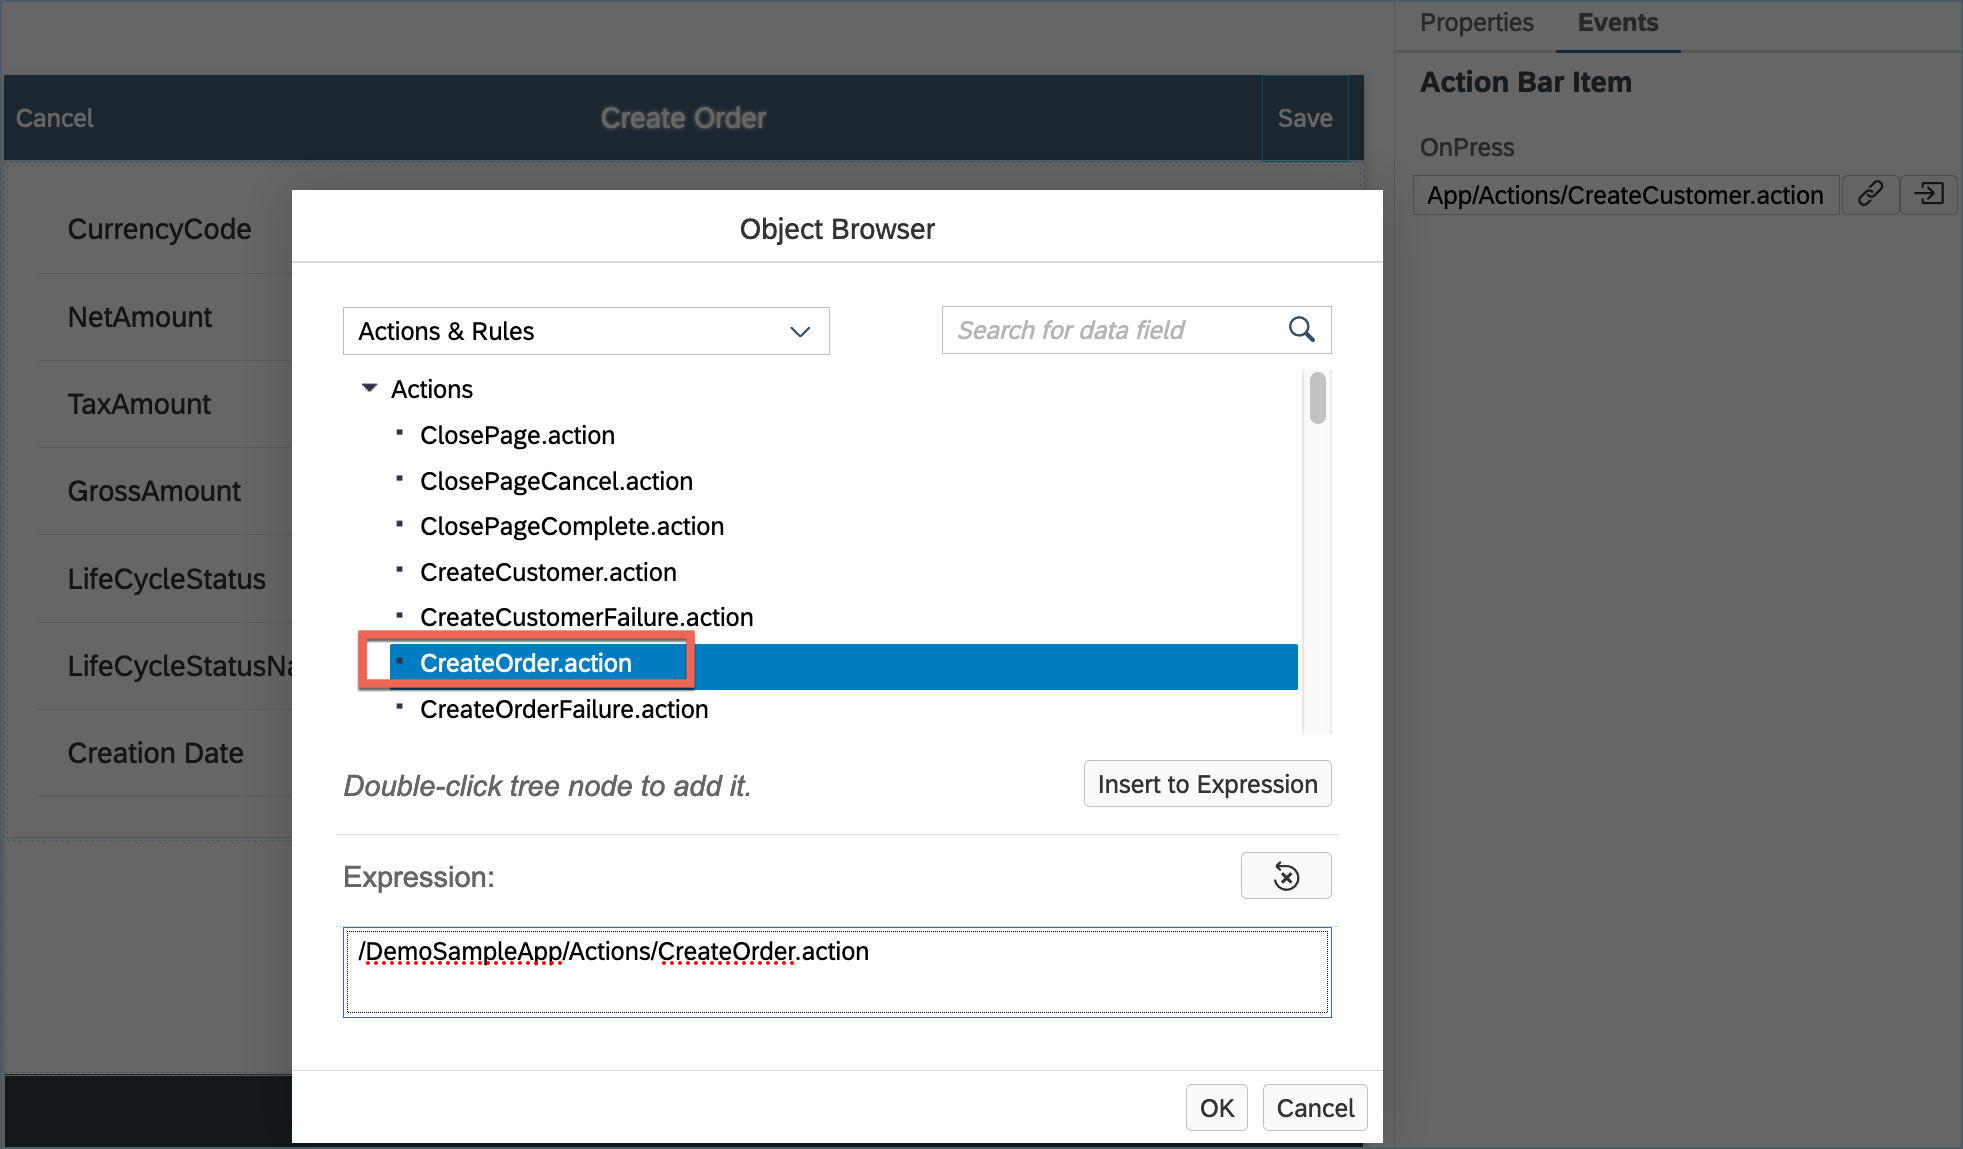 Properties
Events
Action Bar Item
OnPress
App/Actions/CreateCustomer.action
Cancel
Create Order
Save
CurrencyCode
NetAmount
TaxAmount
GrossAmount
LifeCycleStatus
LifeCycleStatusNa
Creation Date
Object Browser
Actions & Rules
Search for data field
Actions
ClosePage.action
ClosePageCancel.action
ClosePageComplete.action
CreateCustomer.action
CreateCustomerFailure.action
CreateOrder.action
CreateOrderFailure.action
Double-click tree node to add it.
Insert to Expression
Expression:
/DemoSampleApp/Actions/CreateOrder.action
OK
Cancel